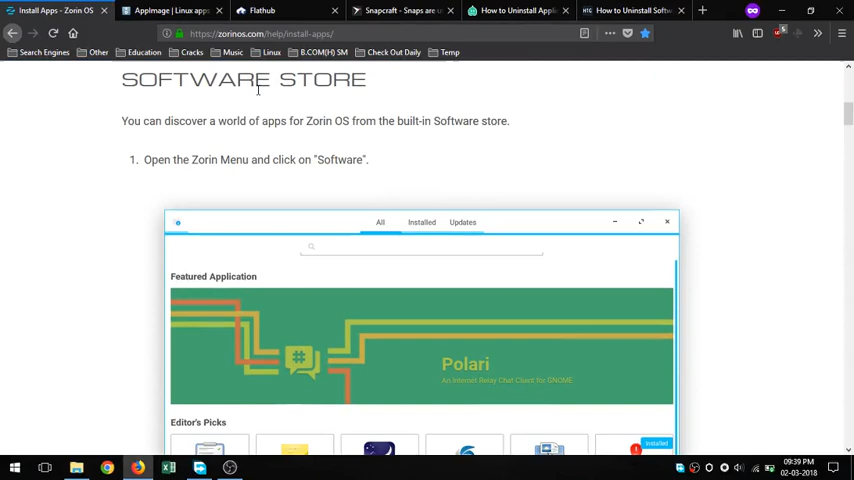 Install Apps - Zorin OS
AppImage | Linux apps
Flathub
Snapcraft - Snaps are u
How to Uninstall Applic
How to Uninstall Softwa
https://zorinos.com/help/install-apps/
Search Engines
Other
Education
Cracks
Music
Linux
B.COM(H) SM
Check Out Daily
Temp
SOFTWARE STORE
You can discover a world of apps for Zorin OS from the built-in Software store.
1. Open the Zorin Menu and click on "Software".
All Installed Updates
Featured Application
Polari
An Internet Relay Chat Client for GNOME
Editor's Picks
Installed
09:39 PM
02-03-2018